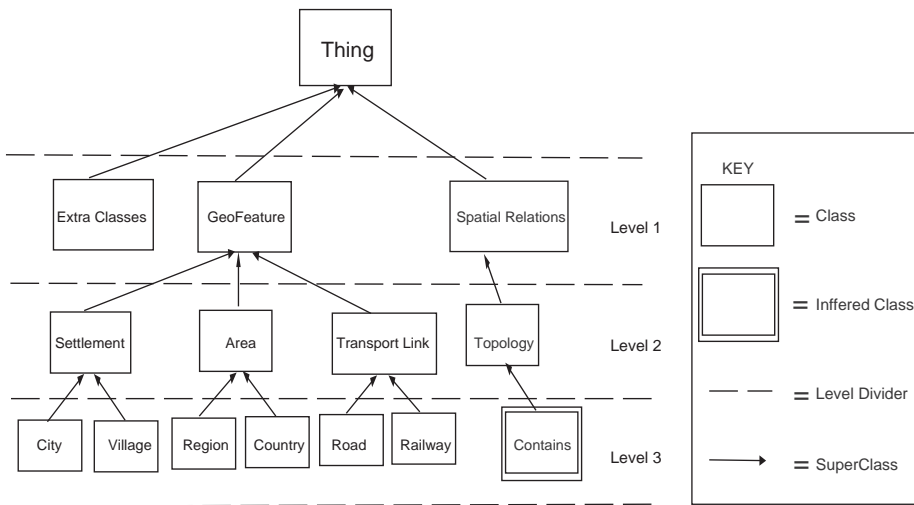 Thing
Extra Classes
GeoFeature
Spatial Relations
Level 1
Settlement
Area
Transport Link
Topology
Level 2
City
Village
Region
Country
Road
Railway
Contains
Level 3
KEY
= Class
= Inffered Class
= Level Divider
= SuperClass